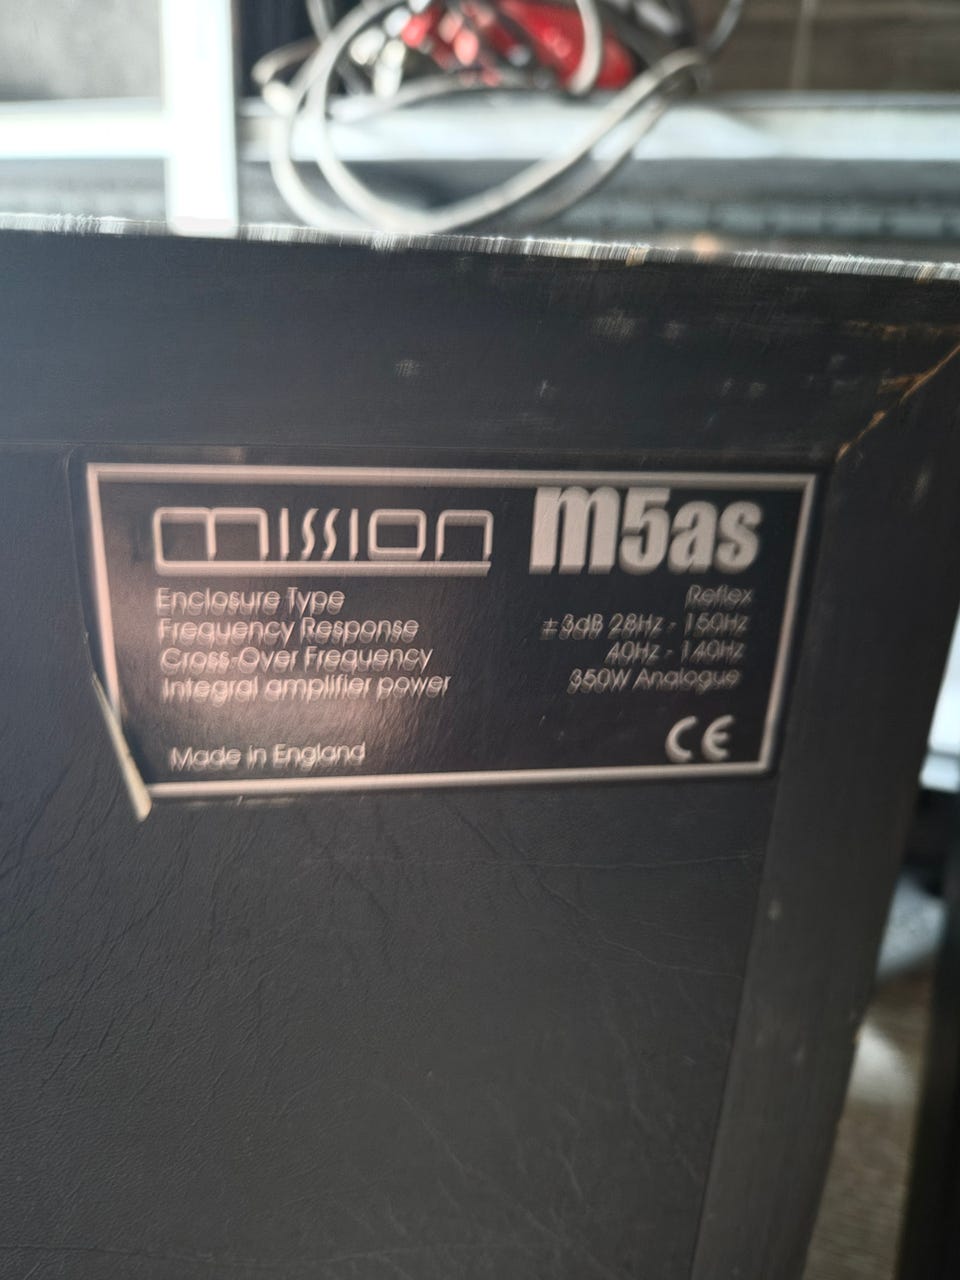 mission m5as
Enclosure Type Reflex
Frequency Response ±3dB 28Hz - 150Hz
Cross-Over Frequency 40Hz - 140Hz
Integral amplifier power 350W Analogue
Made in England CE